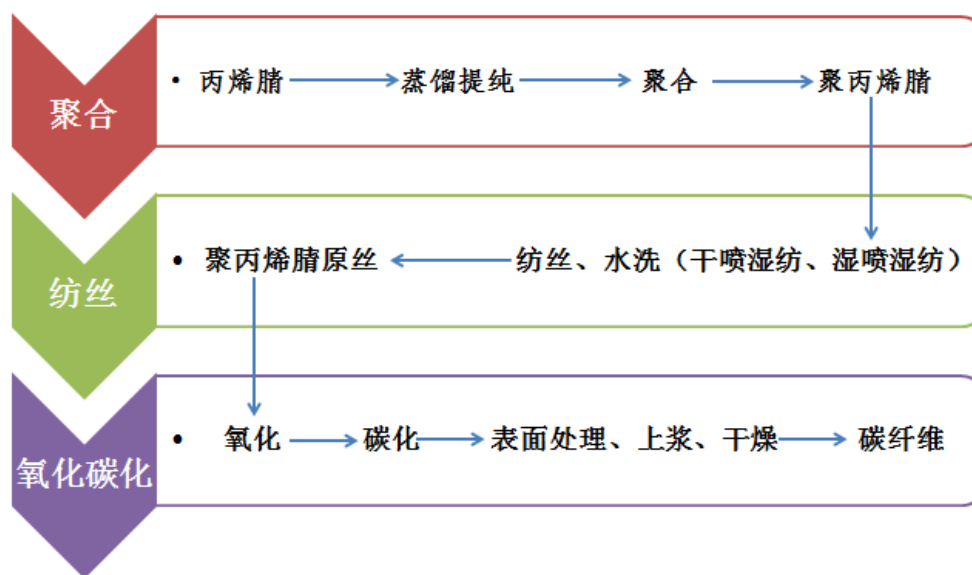 聚合
• 丙烯腈 蒸馏提纯 聚合 聚丙烯腈
纺丝
• 聚丙烯腈原丝 纺丝、水洗（干喷湿纺、湿喷湿纺）
氧化碳化
• 氧化 碳化 表面处理、上浆、干燥 碳纤维